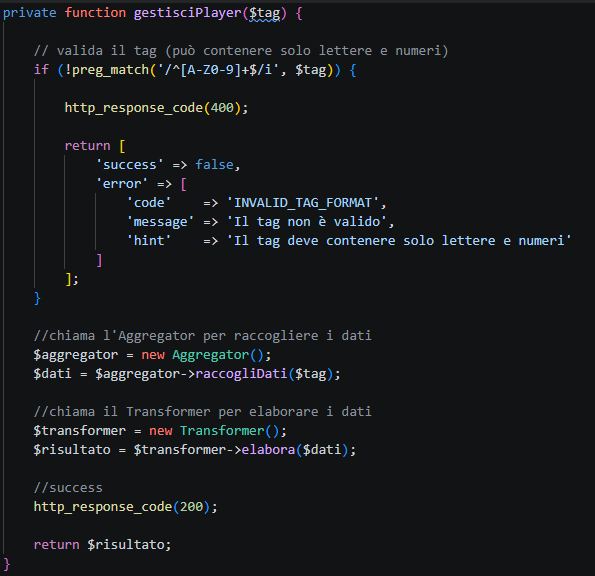 private function gestisciPlayer($tag) {
// valida il tag (può contenere solo lettere e numeri)
if (!preg_match('/^[A-Z0-9]+$/i', $tag)) {
http_response_code(400);
return [
'success' => false,
'error' => [
'code'    => 'INVALID_TAG_FORMAT',
'message' => 'Il tag non è valido',
'hint'    => 'Il tag deve contenere solo lettere e numeri'
]
];
}
//chiama l'Aggregator per raccogliere i dati
$aggregator = new Aggregator();
$dati = $aggregator->raccogliDati($tag);
//chiama il Transformer per elaborare i dati
$transformer = new Transformer();
$risultato = $transformer->elabora($dati);
//success
http_response_code(200);
return $risultato;
}